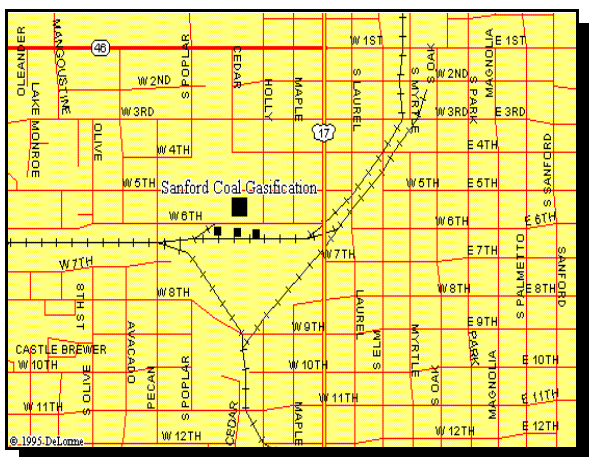 OLEANDER
MANGOUSTINE
46
S POPLAR
CEDAR
W 1ST
S OAK
MAGNOLIA
E 1ST
LAKE MONROE
W 2ND
HOLLY
MAPLE
S LAUREL
S MYRTLE
W 2ND
S PARK
W 3RD
W 3RD
E 3RD
OLIVE
17
W 4TH
E 4TH
S SANFORD
W 5TH
Sanford Coal Gasification
W 5TH
E 5TH
W 6TH
W 6TH
E 6TH
W 7TH
W 7TH
E 7TH
S PALMETTO
SANFORD
TS 8TH ST
W 8TH
LAUREL
W 8TH
E 8TH
AVACADO
W 9TH
S ELM
MYRTLE
E 9TH
PARK
CASTLE BREWER
W 10TH
S OLIVE
PECAN
S POPLAR
W 10TH
S OAK
MAGNOLIA
E 10TH
W 11TH
CEDAR
MAPLE
W 11TH
E 11TH
W 12TH
W 12TH
E 12TH
© 1995 DeLorme